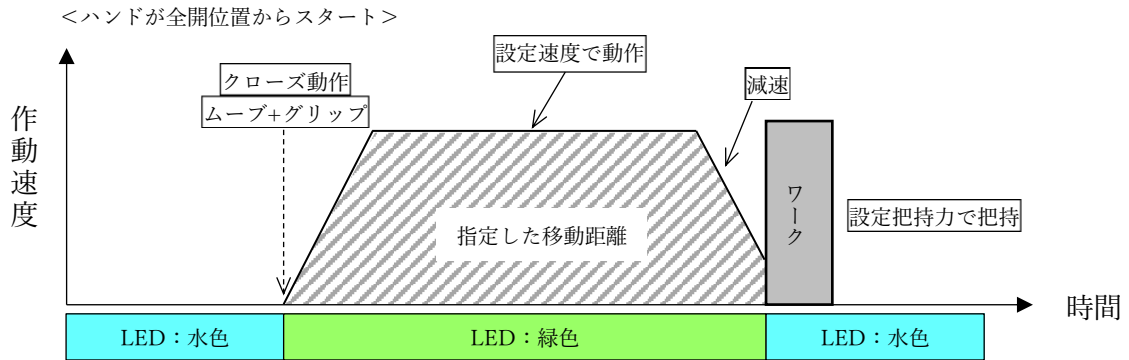 ＜ハンドが全開位置からスタート＞
設定速度で動作
クローズ動作
ムーブ+グリップ
減速
作動速度
ワーク
指定した移動距離
設定把持力で把持
時間
LED：水色
LED：緑色
LED：水色